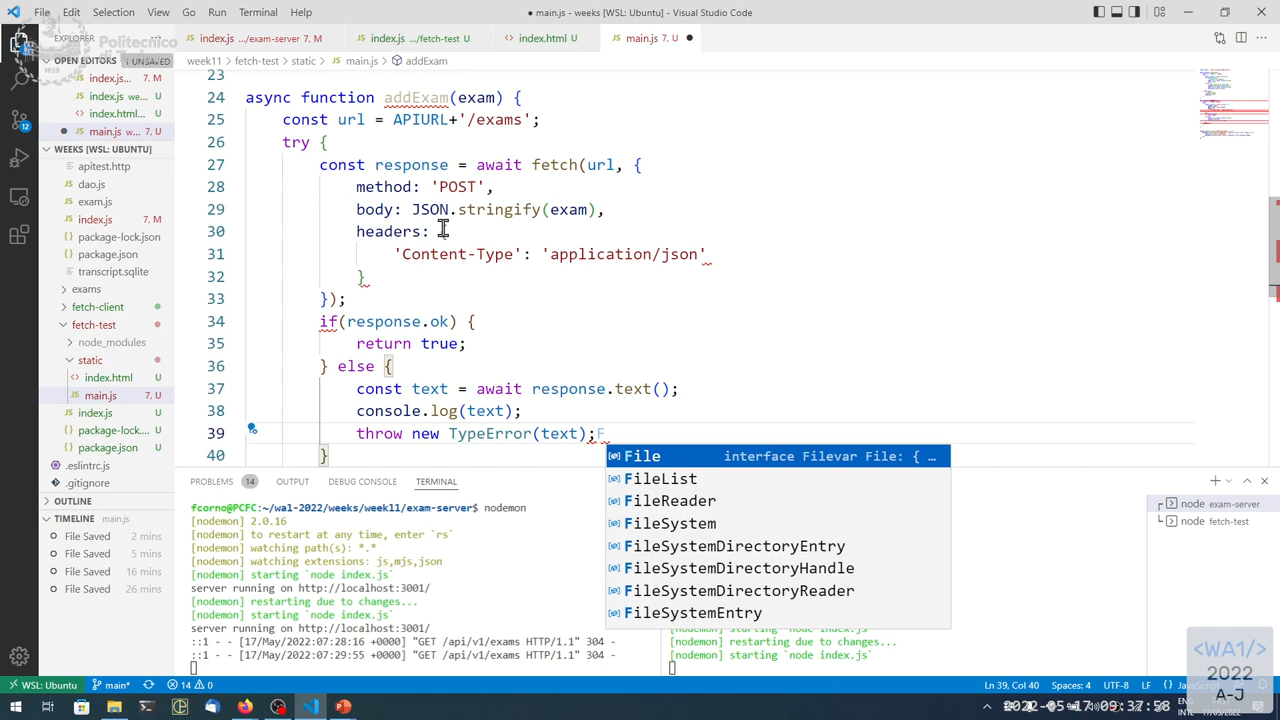 File Edit Selection View Go Run Terminal Help
● main.js - weeks [WSL: Ubuntu] - Visual Studio Code
EXPLORER
Politecnico
OPEN EDITORS 1 UNSAVED
index.js... 7, M
index.js we... U
index.html... U
main.js w... U
WEEKS [WSL: UBUNTU]
apitest.http
dao.js
exam.js
index.js 7, M
package-lock.json
package.json
transcript.sqlite
exams
fetch-client
fetch-test
node_modules
static
index.html U
main.js 7, U
index.js U
package-lock.... U
package.json U
.eslintrc.js
.gitignore
OUTLINE
TIMELINE main.js
File Saved 2 mins
File Saved 5 mins
File Saved 16 mins
File Saved 26 mins
index.js .../exam-server 7, M
index.js .../fetch-test U
index.html U
main.js 7, U ●
week11 > fetch-test > static > main.js > addExam
23
24 async function addExam(exam) {
25 const url = APIURL+'/exams';
26 try {
27 const response = await fetch(url, {
28 method: 'POST',
29 body: JSON.stringify(exam),
30 headers: {
31 'Content-Type': 'application/json'
32 }
33 });
34 if(response.ok) {
35 return true;
36 } else {
37 const text = await response.text();
38 console.log(text);
39 throw new TypeError(text);F
40 }
File interface Filevar File: { …
FileList
FileReader
FileSystem
FileSystemDirectoryEntry
FileSystemDirectoryHandle
FileSystemDirectoryReader
FileSystemEntry
PROBLEMS 14 OUTPUT DEBUG CONSOLE TERMINAL
fcorno@PCFC:~/wa1-2022/weeks/week11/exam-server$ nodemon
[nodemon] 2.0.16
[nodemon] to restart at any time, enter `rs`
[nodemon] watching path(s): *.*
[nodemon] watching extensions: js,mjs,json
[nodemon] starting `node index.js`
server running on http://localhost:3001/
[nodemon] restarting due to changes...
[nodemon] starting `node index.js`
server running on http://localhost:3001/
::1 - - [17/May/2022:07:28:16 +0000] "GET /api/v1/exams HTTP/1.1" 304 -
::1 - - [17/May/2022:07:29:55 +0000] "GET /api/v1/exams HTTP/1.1" 304 -
[nodemon] restarting due to changes...
[nodemon] starting `node index.js`
node exam-server
node fetch-test
<WA1/>
2022
A-J
WSL: Ubuntu main* 14 0
Ln 39, Col 40 Spaces: 4 UTF-8 LF
2022-05-17 09:37:58